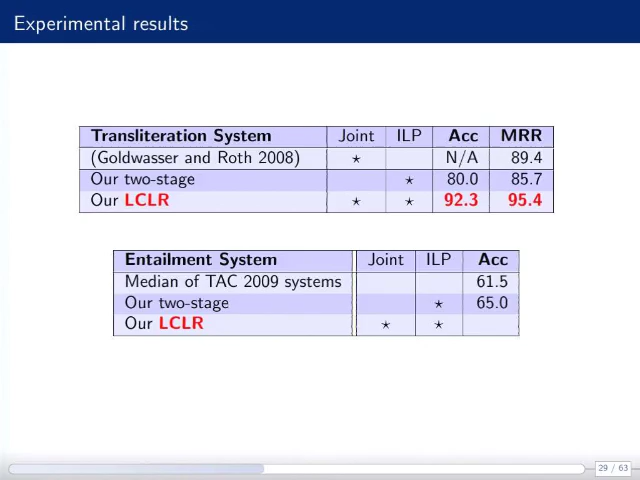 Experimental results
Transliteration System Joint ILP Acc MRR
(Goldwasser and Roth 2008) ⋆ N/A 89.4
Our two-stage ⋆ 80.0 85.7
Our LCLR ⋆ ⋆ 92.3 95.4
Entailment System Joint ILP Acc
Median of TAC 2009 systems 61.5
Our two-stage ⋆ 65.0
Our LCLR ⋆ ⋆
29 / 63